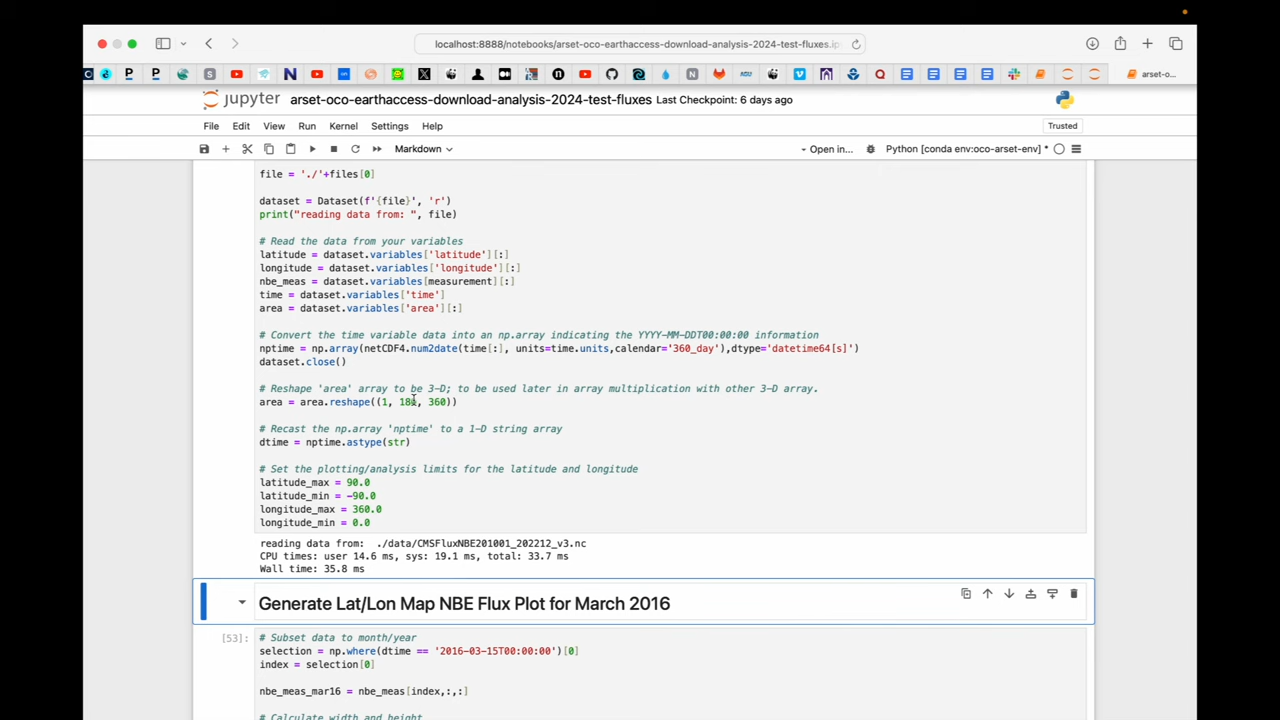 localhost:8888/notebooks/arset-oco-earthaccess-download-analysis-2024-test-fluxes.ip
arset-o...
jupyter arset-oco-earthaccess-download-analysis-2024-test-fluxes Last Checkpoint: 6 days ago
File Edit View Run Kernel Settings Help
Trusted
Markdown
Open in...
Python [conda env:oco-arset-env] *
file = './'+files[0]
dataset = Dataset(f'{file}', 'r')
print("reading data from: ", file)
# Read the data from your variables
latitude = dataset.variables['latitude'][:]
longitude = dataset.variables['longitude'][:]
nbe_meas = dataset.variables[measurement][:]
time = dataset.variables['time']
area = dataset.variables['area'][:]
# Convert the time variable data into an np.array indicating the YYYY-MM-DDT00:00:00 information
nptime = np.array(netCDF4.num2date(time[:], units=time.units,calendar='360_day'),dtype='datetime64[s]')
dataset.close()
# Reshape 'area' array to be 3-D; to be used later in array multiplication with other 3-D array.
area = area.reshape((1, 360))
# Recast the np.array 'nptime' to a 1-D string array
dtime = nptime.astype(str)
# Set the plotting/analysis limits for the latitude and longitude
latitude_max = 90.0
latitude_min = -90.0
longitude_max = 360.0
longitude_min = 0.0
reading data from: ./data/CMSFluxNBE201001_202212_v3.nc
CPU times: user 14.6 ms, sys: 19.1 ms, total: 33.7 ms
Wall time: 35.8 ms
Generate Lat/Lon Map NBE Flux Plot for March 2016
[53]:
# Subset data to month/year
selection = np.where(dtime == '2016-03-15T00:00:00')[0]
index = selection[0]
nbe_meas_mar16 = nbe_meas[index,:,:]
# Calculate width and height